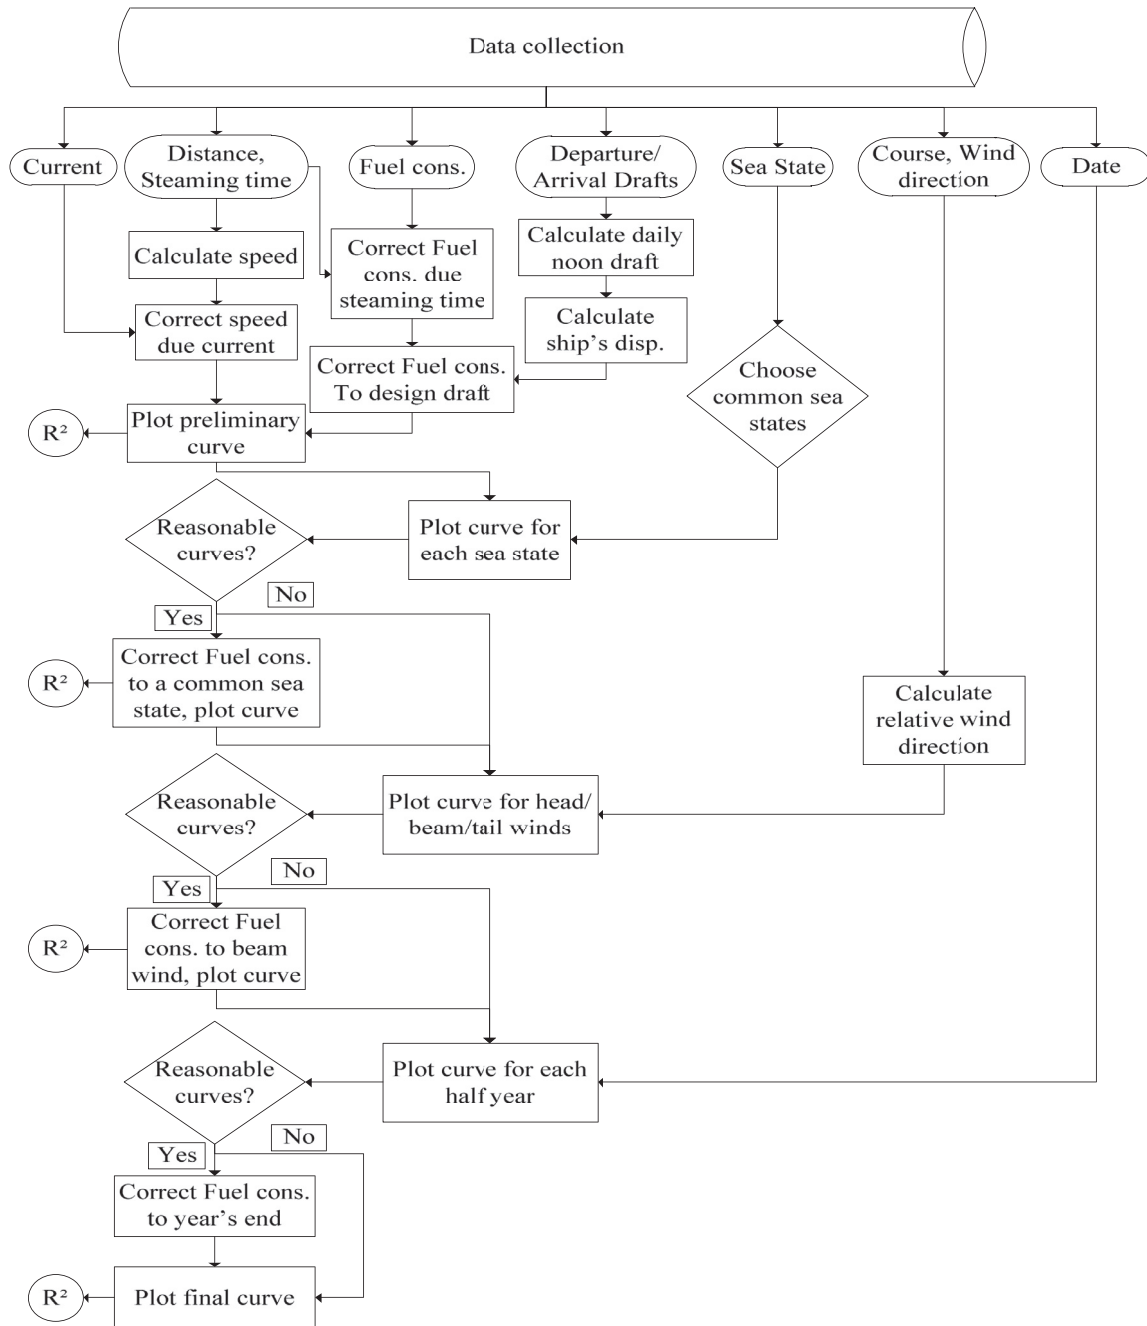 Data collection
Current
Distance,
Steaming time
Fuel cons.
Departure/
Arrival Drafts
Sea State
Course, Wind
direction
Date
Calculate speed
Correct Fuel
cons. due
steaming time
Calculate daily
noon draft
Correct speed
due current
Calculate
ship's disp.
Correct Fuel cons.
To design draft
Choose
common sea
states
R²
Plot preliminary
curve
Reasonable
curves?
Plot curve for
each sea state
No
Yes
Correct Fuel cons.
to a common sea
state, plot curve
R²
Calculate
relative wind
direction
Reasonable
curves?
Plot curve for head/
beam/tail winds
No
Yes
Correct Fuel
cons. to beam
wind, plot curve
R²
Reasonable
curves?
Plot curve for each
half year
No
Yes
Correct Fuel cons.
to year's end
R²
Plot final curve